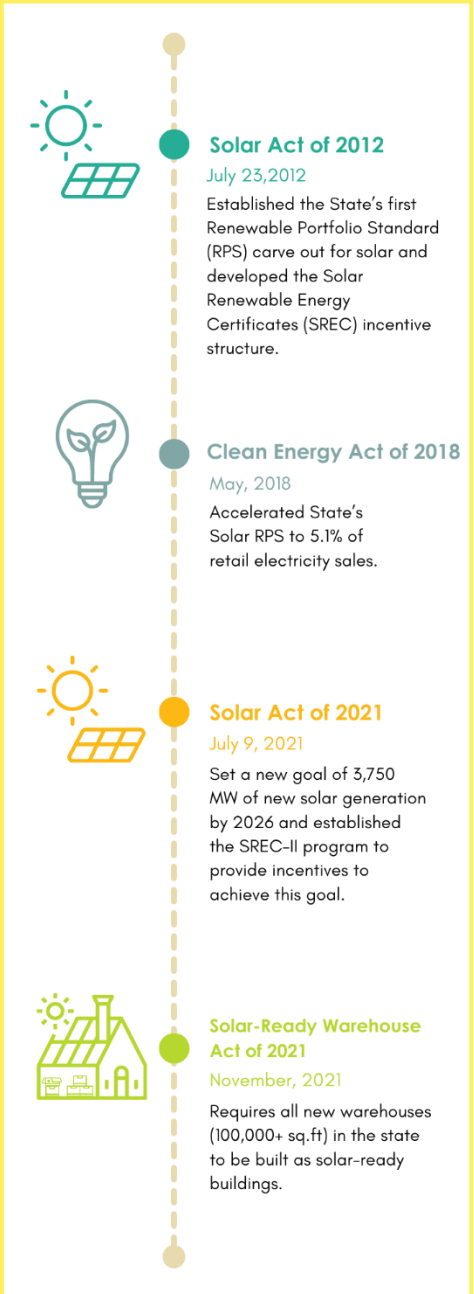 Solar Act of 2012
July 23,2012
Established the State's first
Renewable Portfolio Standard
(RPS) carve out for solar and
developed the Solar
Renewable Energy
Certificates (SREC) incentive
structure.
Clean Energy Act of 2018
May, 2018
Accelerated State's
Solar RPS to 5.1% of
retail electricity sales.
Solar Act of 2021
July 9, 2021
Set a new goal of 3,750
MW of new solar generation
by 2026 and established
the SREC-II program to
provide incentives to
achieve this goal.
Solar-Ready Warehouse
Act of 2021
November, 2021
Requires all new warehouses
(100,000+ sq.ft) in the state
to be built as solar-ready
buildings.